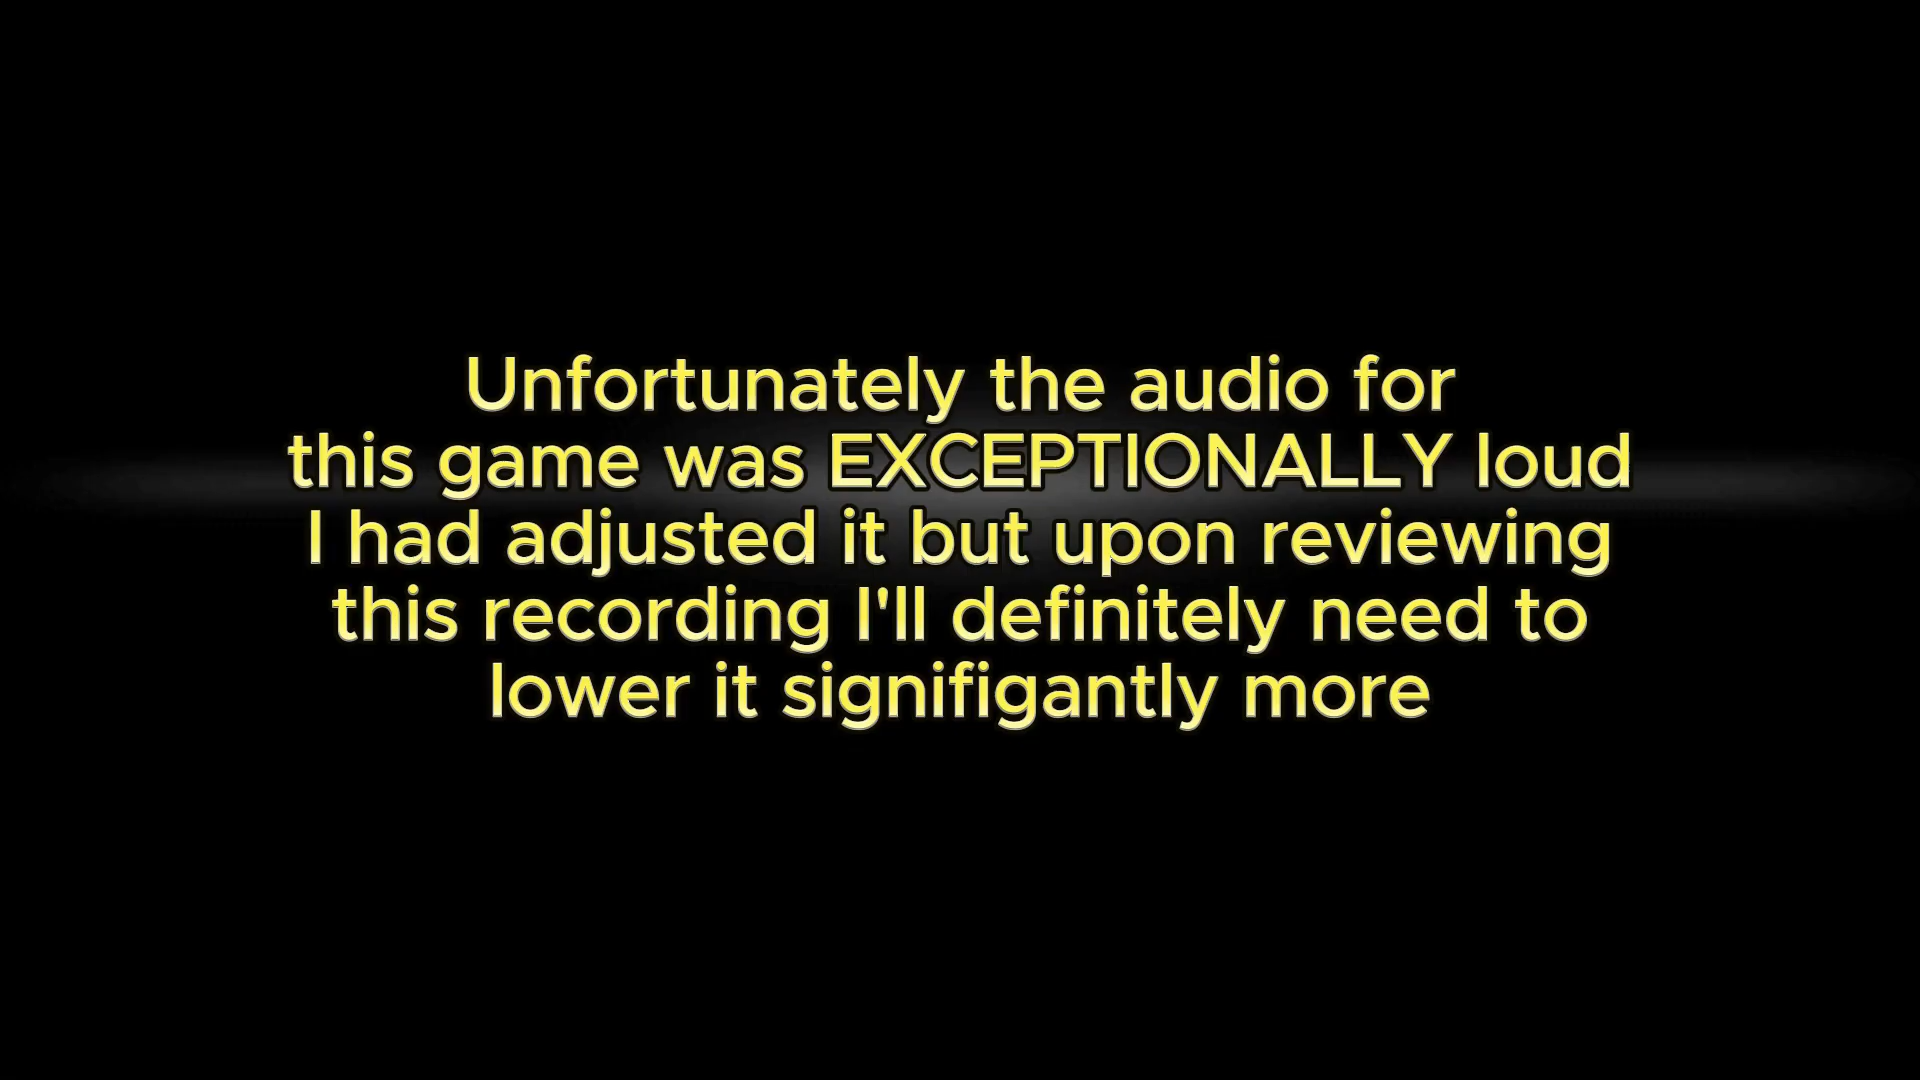 Unfortunately the audio for
this game was EXCEPTIONALLY loud
I had adjusted it but upon reviewing
this recording I'll definitely need to
lower it signifigantly more